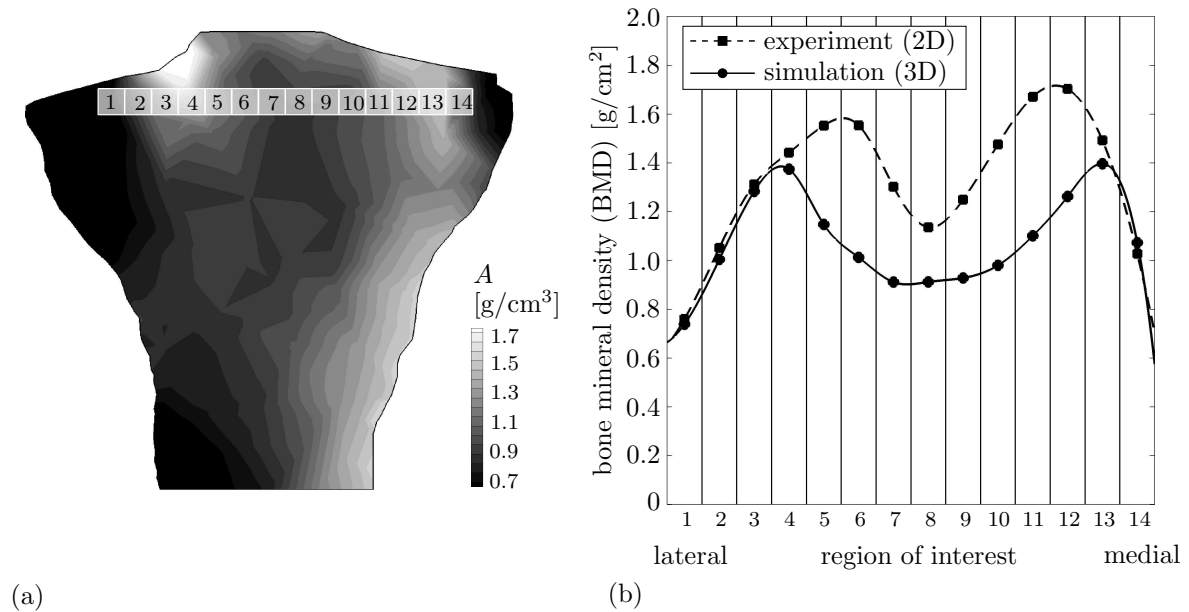 1 2 3 4 5 6 7 8 9 10 11 12 13 14
A
[g/cm³]
1.7
1.5
1.3
1.1
0.9
0.7
(a)
bone mineral density (BMD) [g/cm²]
2.0
1.8
1.6
1.4
1.2
1.0
0.8
0.6
0.4
0.2
0
experiment (2D)
simulation (3D)
1 2 3 4 5 6 7 8 9 10 11 12 13 14
lateral region of interest medial
(b)